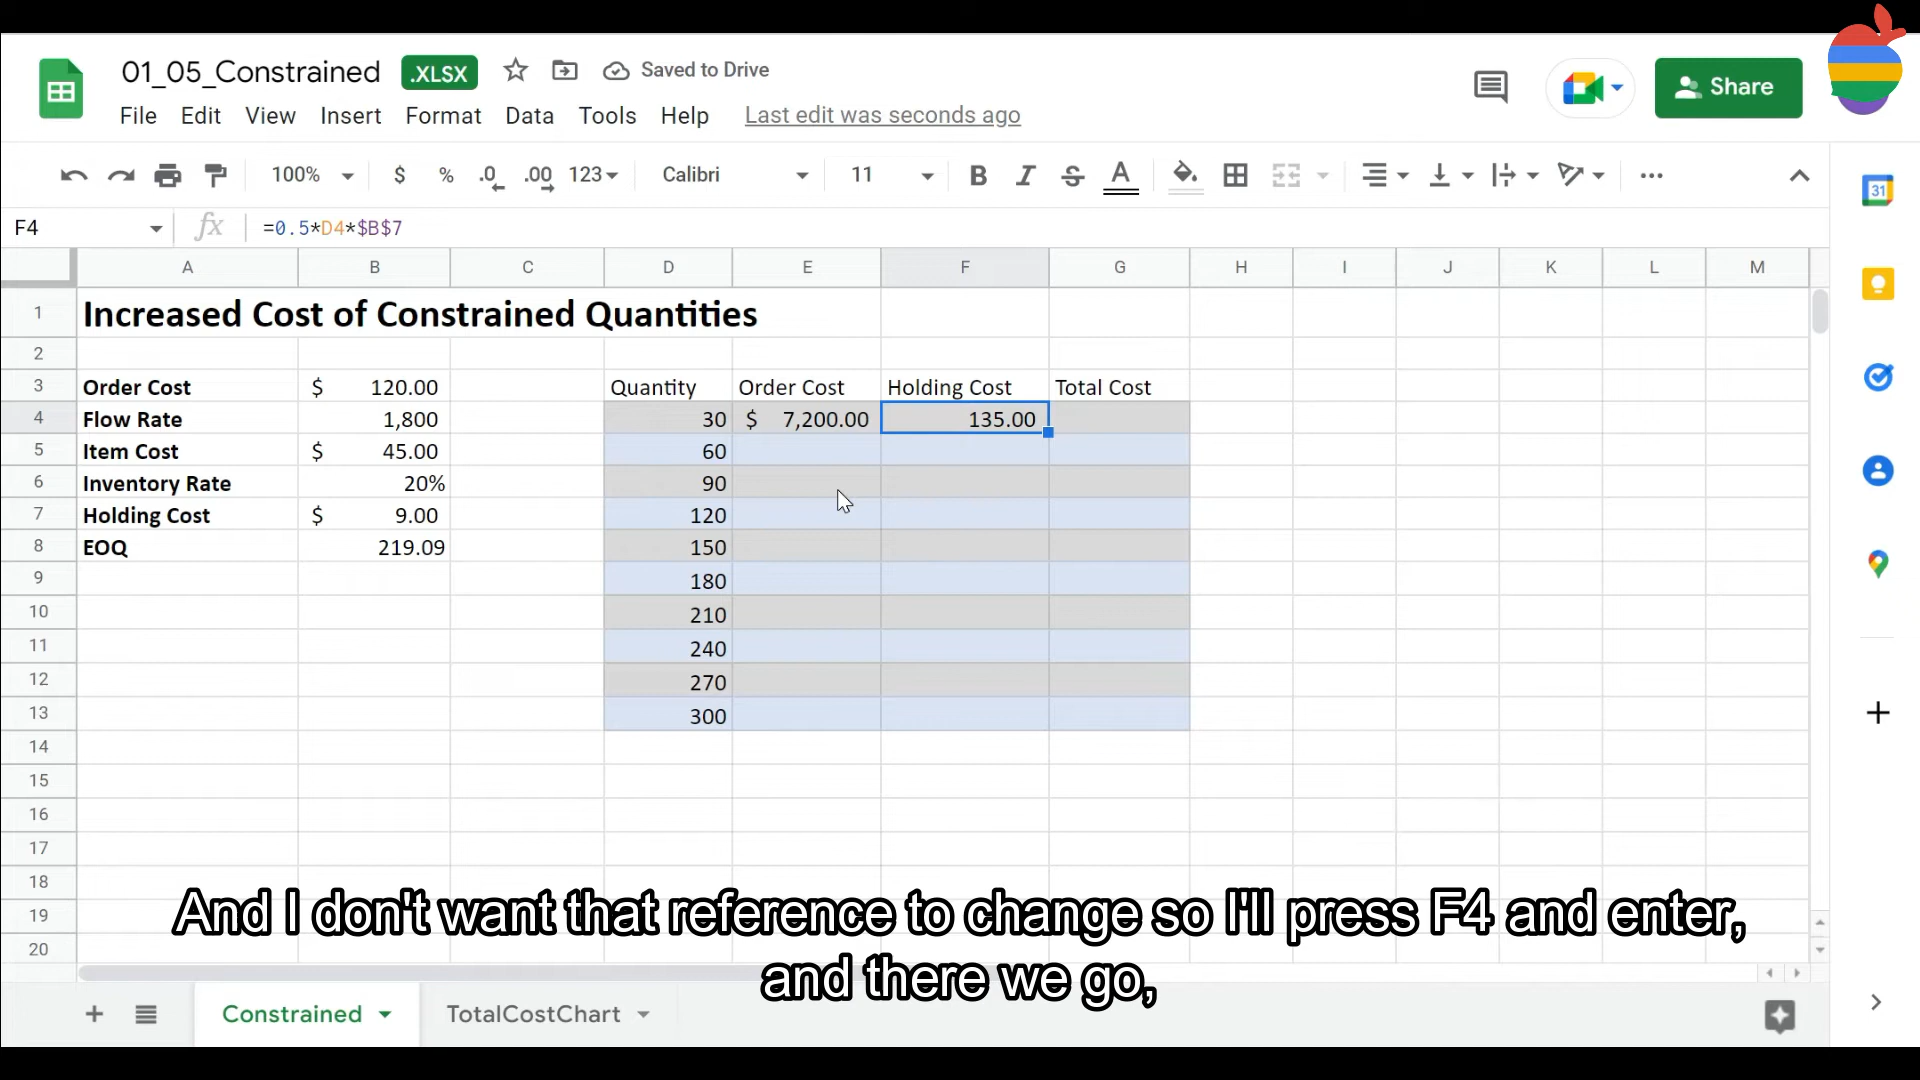 01_05_Constrained .XLSX Saved to Drive
File Edit View Insert Format Data Tools Help Last edit was seconds ago
Share
100% $ % .0 .00 123 Calibri 11 B I S A
31
F4 fx =0.5*D4*$B$7
A B C D E F G H I J K L M
1 Increased Cost of Constrained Quantities
2
3 Order Cost $ 120.00 Quantity Order Cost Holding Cost Total Cost
4 Flow Rate 1,800 30 $ 7,200.00 135.00
5 Item Cost $ 45.00 60
6 Inventory Rate 20% 90
7 Holding Cost $ 9.00 120
8 EOQ 219.09 150
9 180
10 210
11 240
12 270
13 300
14
15
16
17
18
19
20
And I don't want that reference to change so I'll press F4 and enter,
and there we go,
Constrained TotalCostChart